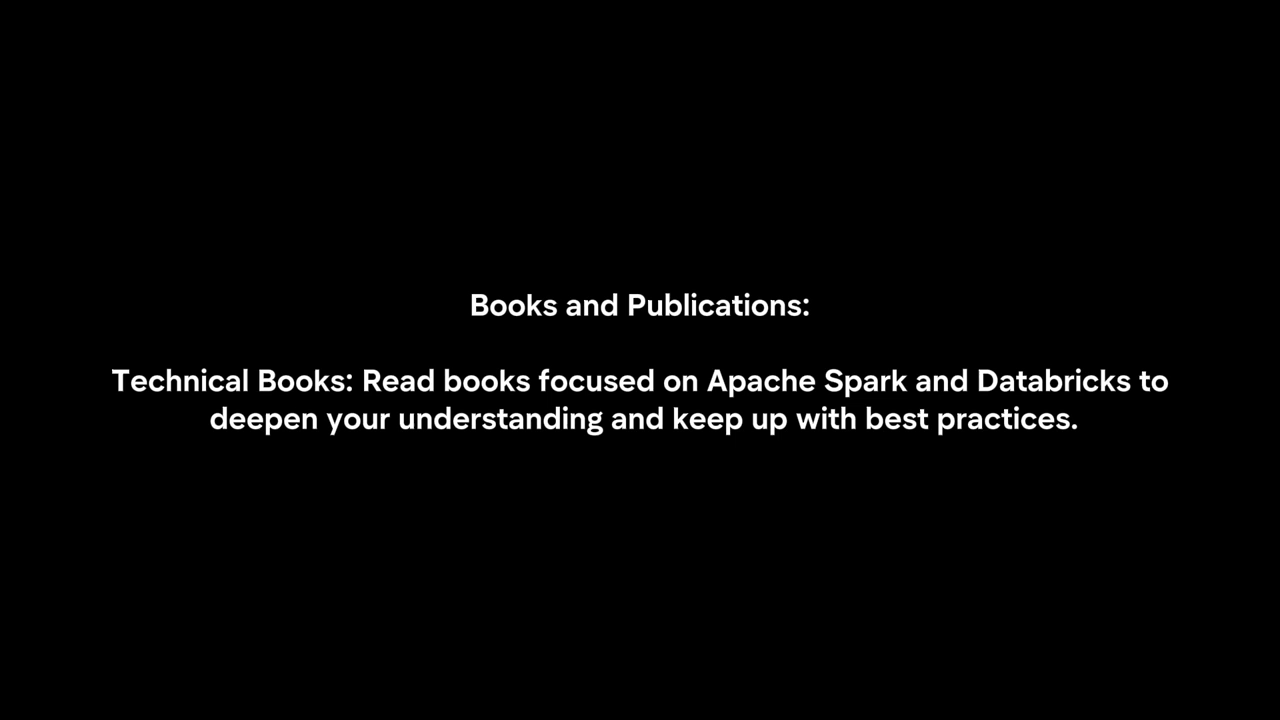 Books and Publications:
Technical Books: Read books focused on Apache Spark and Databricks to
deepen your understanding and keep up with best practices.